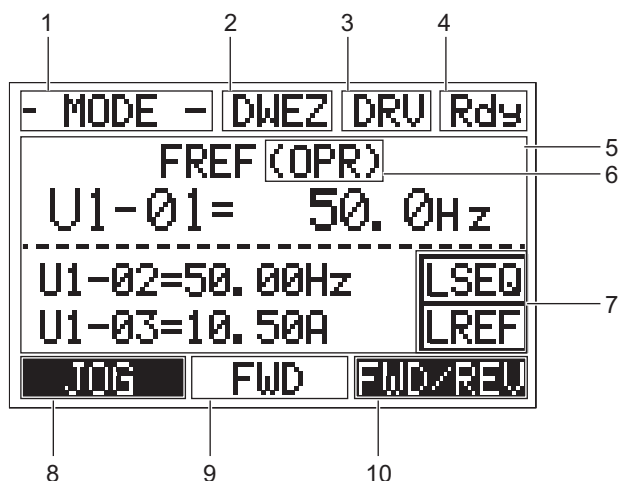 1 2 3 4
- MODE - DWEZ DRV Rdy
5
FREF (OPR)
6
U1-01= 50.0Hz
U1-02=50.00Hz LSEQ
7
U1-03=10.50A LREF
JOG FWD FWD/REV
8 9 10